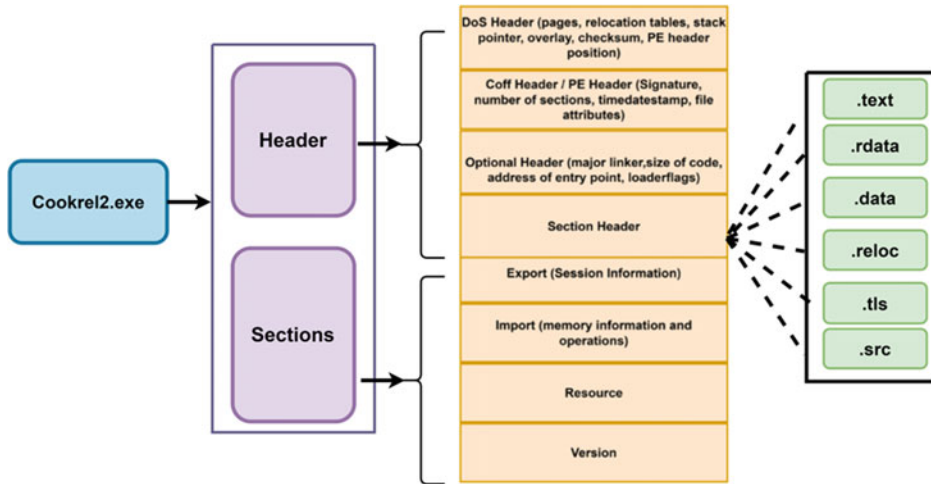 Cookrel2.exe
Header
Sections
DoS Header (pages, relocation tables, stack
pointer, overlay, checksum, PE header
position)
Coff Header / PE Header (Signature,
number of sections, timedatestamp, file
attributes)
Optional Header (major linker,size of code,
address of entry point, loaderflags)
Section Header
Export (Session Information)
Import (memory information and
operations)
Resource
Version
.text
.rdata
.data
.reloc
.tls
.src